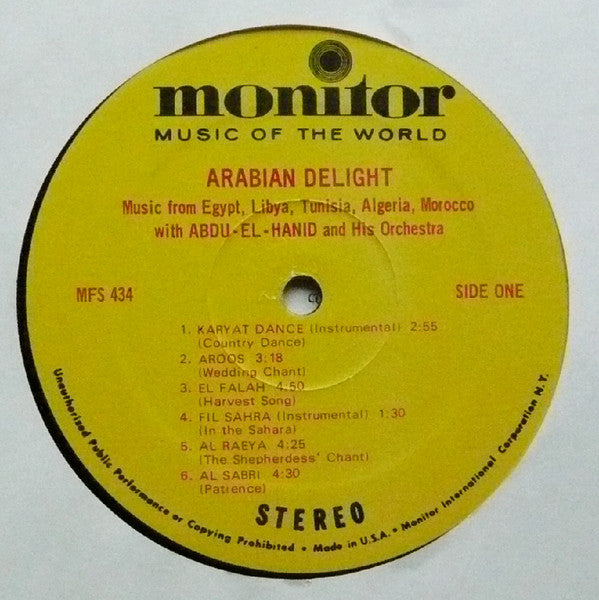 monitor
MUSIC OF THE WORLD
ARABIAN DELIGHT
Music from Egypt, Libya, Tunisia, Algeria, Morocco
with ABDU-EL-HANID and His Orchestra
MFS 434
SIDE ONE
1. KARYAT DANCE (Instrumental) 2:55
(Country Dance)
2. AROOS 3:18
(Wedding Chant)
3. EL FALAH 4:50
(Harvest Song)
4. FIL SAHRA (Instrumental) 1:30
(In the Sahara)
5. AL RAEYA 4:25
(The Shepherdess' Chant)
6. AL SABRI 4:30
(Patience)
STEREO
Unauthorized Public Performance or Copying Prohibited • Made in U.S.A. • Monitor International Corporation N.Y.